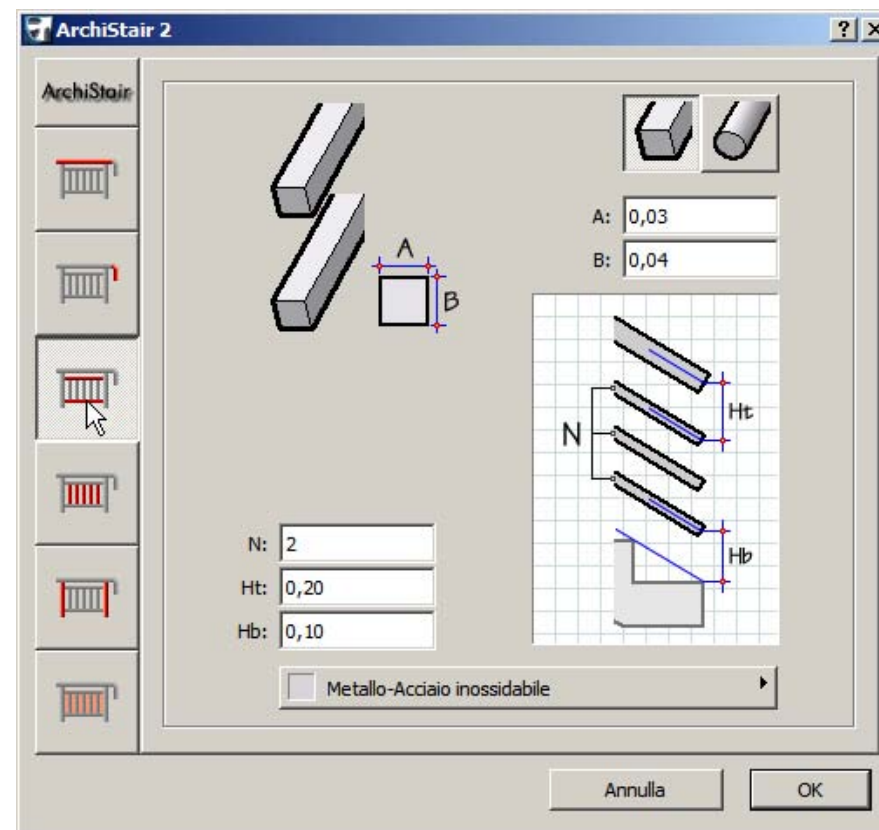 ArchiStair 2
ArchiStair
A
B
A: 0,03
B: 0,04
Ht
N
Hb
N: 2
Ht: 0,20
Hb: 0,10
Metallo-Acciaio inossidabile
Annulla
OK